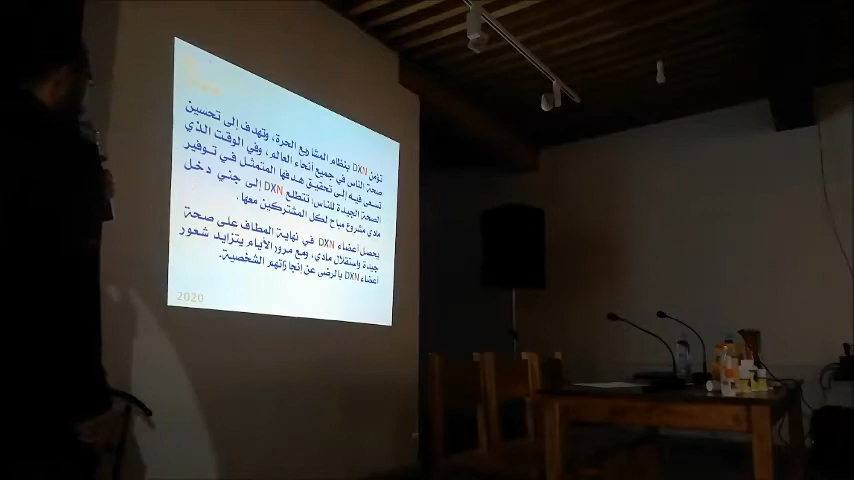 تؤمن DXN بنظام المشاريع الحرة، وتهدف إلى تحسين
صحة الناس في جميع أنحاء العالم، وفي الوقت الذي
تسعى فيه إلى تحقيق هدفها المتمثل في توفير
الصحة الجيدة للناس، تتطلع DXN إلى جني دخل
مادي مشروع مباح لكل المشتركين معها.
يحصل أعضاء DXN في نهاية المطاف على صحة
جيدة واستقلال مادي، ومع مرور الأيام يتزايد شعور
أعضاء DXN بالرضى عن إنجازاتهم الشخصية.
2020